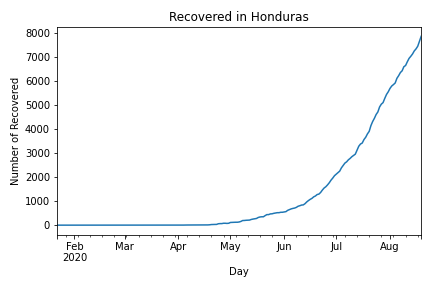 Recovered in Honduras
Number of Recovered
8000
7000
6000
5000
4000
3000
2000
1000
0
Feb Mar Apr May Jun Jul Aug
2020
Day